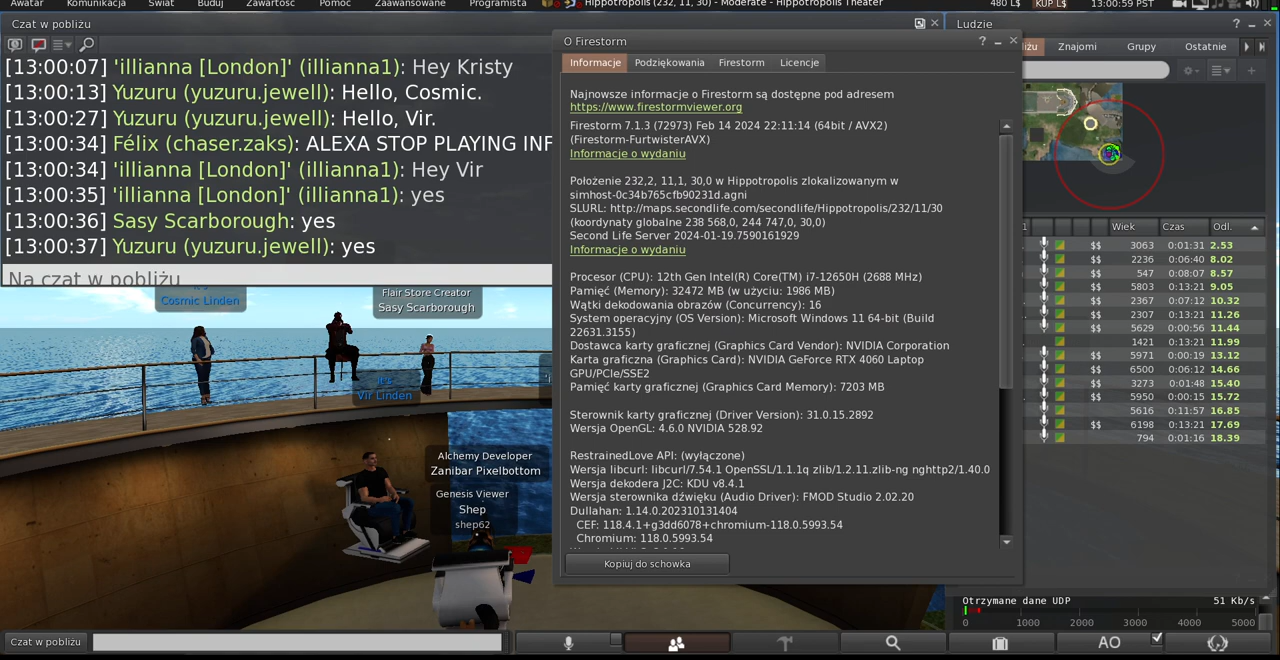 Awatar Komunikacja Świat Buduj Zawartość Pomoc Zaawansowane Programista Hippotropolis (232, 11, 30) - Moderate - Hippotropolis Theater 480 L$ KUP L$ 13:00:59 PST
Czat w pobliżu
[13:00:07] 'illianna [London]' (illianna1): Hey Kristy
[13:00:13] Yuzuru (yuzuru.jewell): Hello, Cosmic.
[13:00:27] Yuzuru (yuzuru.jewell): Hello, Vir.
[13:00:34] Félix (chaser.zaks): ALEXA STOP PLAYING INF
[13:00:34] 'illianna [London]' (illianna1): Hey Vir
[13:00:35] 'illianna [London]' (illianna1): yes
[13:00:36] Sasy Scarborough: yes
[13:00:37] Yuzuru (yuzuru.jewell): yes
Na czat w pobliżu
Cosmic Linden
Flair Store Creator
Sasy Scarborough
It's
Vir Linden
Alchemy Developer
Zanibar Pixelbottom
Genesis Viewer
Shep
shep62
O Firestorm
Informacje Podziękowania Firestorm Licencje
Najnowsze informacje o Firestorm są dostępne pod adresem
https://www.firestormviewer.org
Firestorm 7.1.3 (72973) Feb 14 2024 22:11:14 (64bit / AVX2)
(Firestorm-FurtwisterAVX)
Informacje o wydaniu
Położenie 232,2, 11,1, 30,0 w Hippotropolis zlokalizowanym w
simhost-0c34b765cfb90231d.agni
SLURL: http://maps.secondlife.com/secondlife/Hippotropolis/232/11/30
(koordynaty globalne 238 568,0, 244 747,0, 30,0)
Second Life Server 2024-01-19.7590161929
Informacje o wydaniu
Procesor (CPU): 12th Gen Intel(R) Core(TM) i7-12650H (2688 MHz)
Pamięć (Memory): 32472 MB (w użyciu: 1986 MB)
Wątki dekodowania obrazów (Concurrency): 16
System operacyjny (OS Version): Microsoft Windows 11 64-bit (Build
22631.3155)
Dostawca karty graficznej (Graphics Card Vendor): NVIDIA Corporation
Karta graficzna (Graphics Card): NVIDIA GeForce RTX 4060 Laptop
GPU/PCIe/SSE2
Pamięć karty graficznej (Graphics Card Memory): 7203 MB
Sterownik karty graficznej (Driver Version): 31.0.15.2892
Wersja OpenGL: 4.6.0 NVIDIA 528.92
RestrainedLove API: (wyłączone)
Wersja libcurl: libcurl/7.54.1 OpenSSL/1.1.1q zlib/1.2.11.zlib-ng nghttp2/1.40.0
Wersja dekodera J2C: KDU v8.4.1
Wersja sterownika dźwięku (Audio Driver): FMOD Studio 2.02.20
Dullahan: 1.14.0.202310131404
CEF: 118.4.1+g3dd6078+chromium-118.0.5993.54
Chromium: 118.0.5993.54
Kopiuj do schowka
Ludzie
Znajomi Grupy Ostatnie
Wiek Czas Odl.
$$ 3063 0:01:31 2.53
$$ 2236 0:06:40 8.02
$$ 547 0:08:07 8.57
$$ 5803 0:13:21 9.05
$$ 2367 0:07:12 10.32
$$ 2307 0:13:21 11.26
$$ 5629 0:00:56 11.44
1421 0:13:21 11.99
$$ 5971 0:00:19 13.12
$$ 6500 0:06:12 14.66
$$ 3273 0:01:48 15.40
$$ 5950 0:00:15 15.72
5616 0:11:57 16.85
$$ 6198 0:13:21 17.69
794 0:01:16 18.39
Otrzymane dane UDP 51 Kb/s
0 1000 2000 3000 4000 5000
Czat w pobliżu
AO